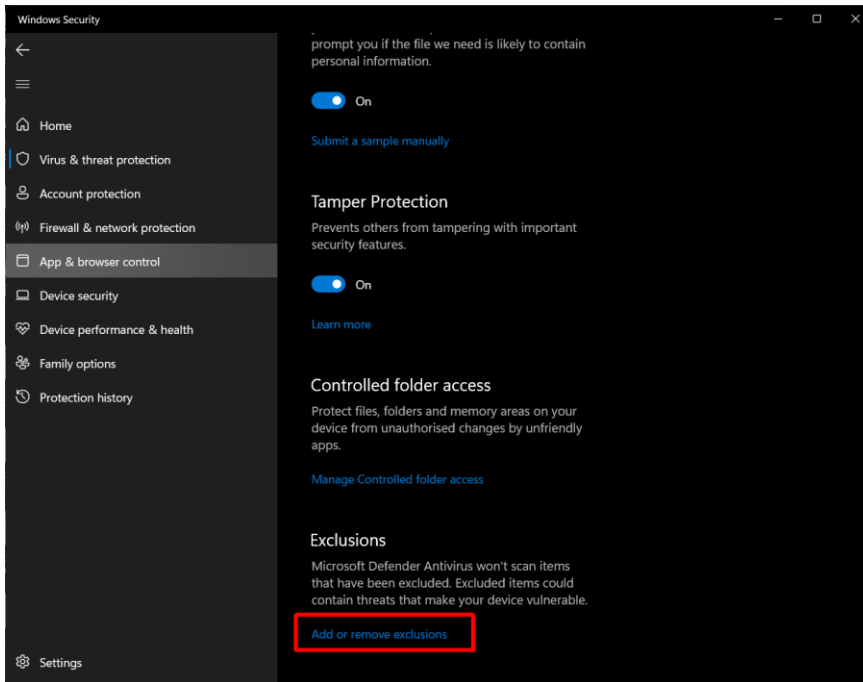 Windows Security
Home
Virus & threat protection
Account protection
Firewall & network protection
App & browser control
Device security
Device performance & health
Family options
Protection history
Settings
prompt you if the file we need is likely to contain
personal information.
On
Submit a sample manually
Tamper Protection
Prevents others from tampering with important
security features.
On
Learn more
Controlled folder access
Protect files, folders and memory areas on your
device from unauthorised changes by unfriendly
apps.
Manage Controlled folder access
Exclusions
Microsoft Defender Antivirus won't scan items
that have been excluded. Excluded items could
contain threats that make your device vulnerable.
Add or remove exclusions